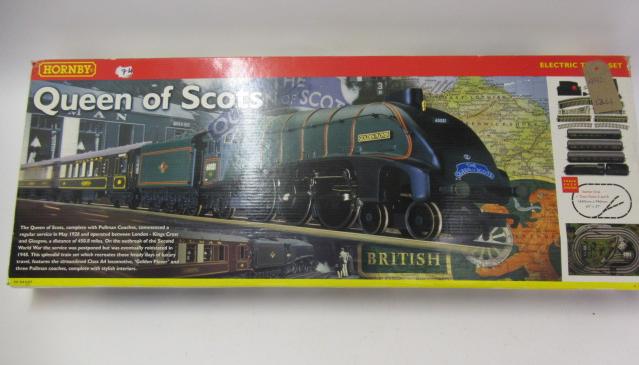 HORNBY
ELECTRIC TRAIN SET
Queen of Scots
GOLDEN PLOVER
The Queen of Scots, complete with Pullman Coaches, commenced a
regular service in May 1928 and operated between London - Kings Cross
and Glasgow, a distance of 450.8 miles. On the outbreak of the Second
World War the service was postponed but was eventually reinstated in
1948. This splendid train set which recreates these heady days of luxury
travel, features the streamlined Class A4 locomotive, 'Golden Plover' and
three Pullman coaches, complete with stylish interiors.
BRITISH